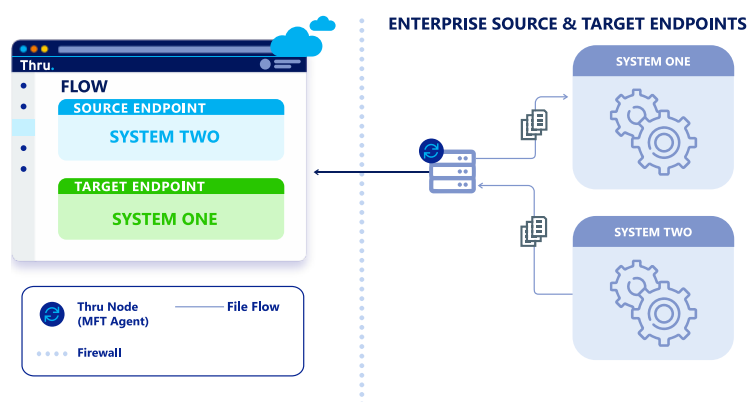 ENTERPRISE SOURCE & TARGET ENDPOINTS
Thru.
FLOW
SOURCE ENDPOINT
SYSTEM TWO
TARGET ENDPOINT
SYSTEM ONE
SYSTEM ONE
SYSTEM TWO
Thru Node
(MFT Agent)
File Flow
Firewall